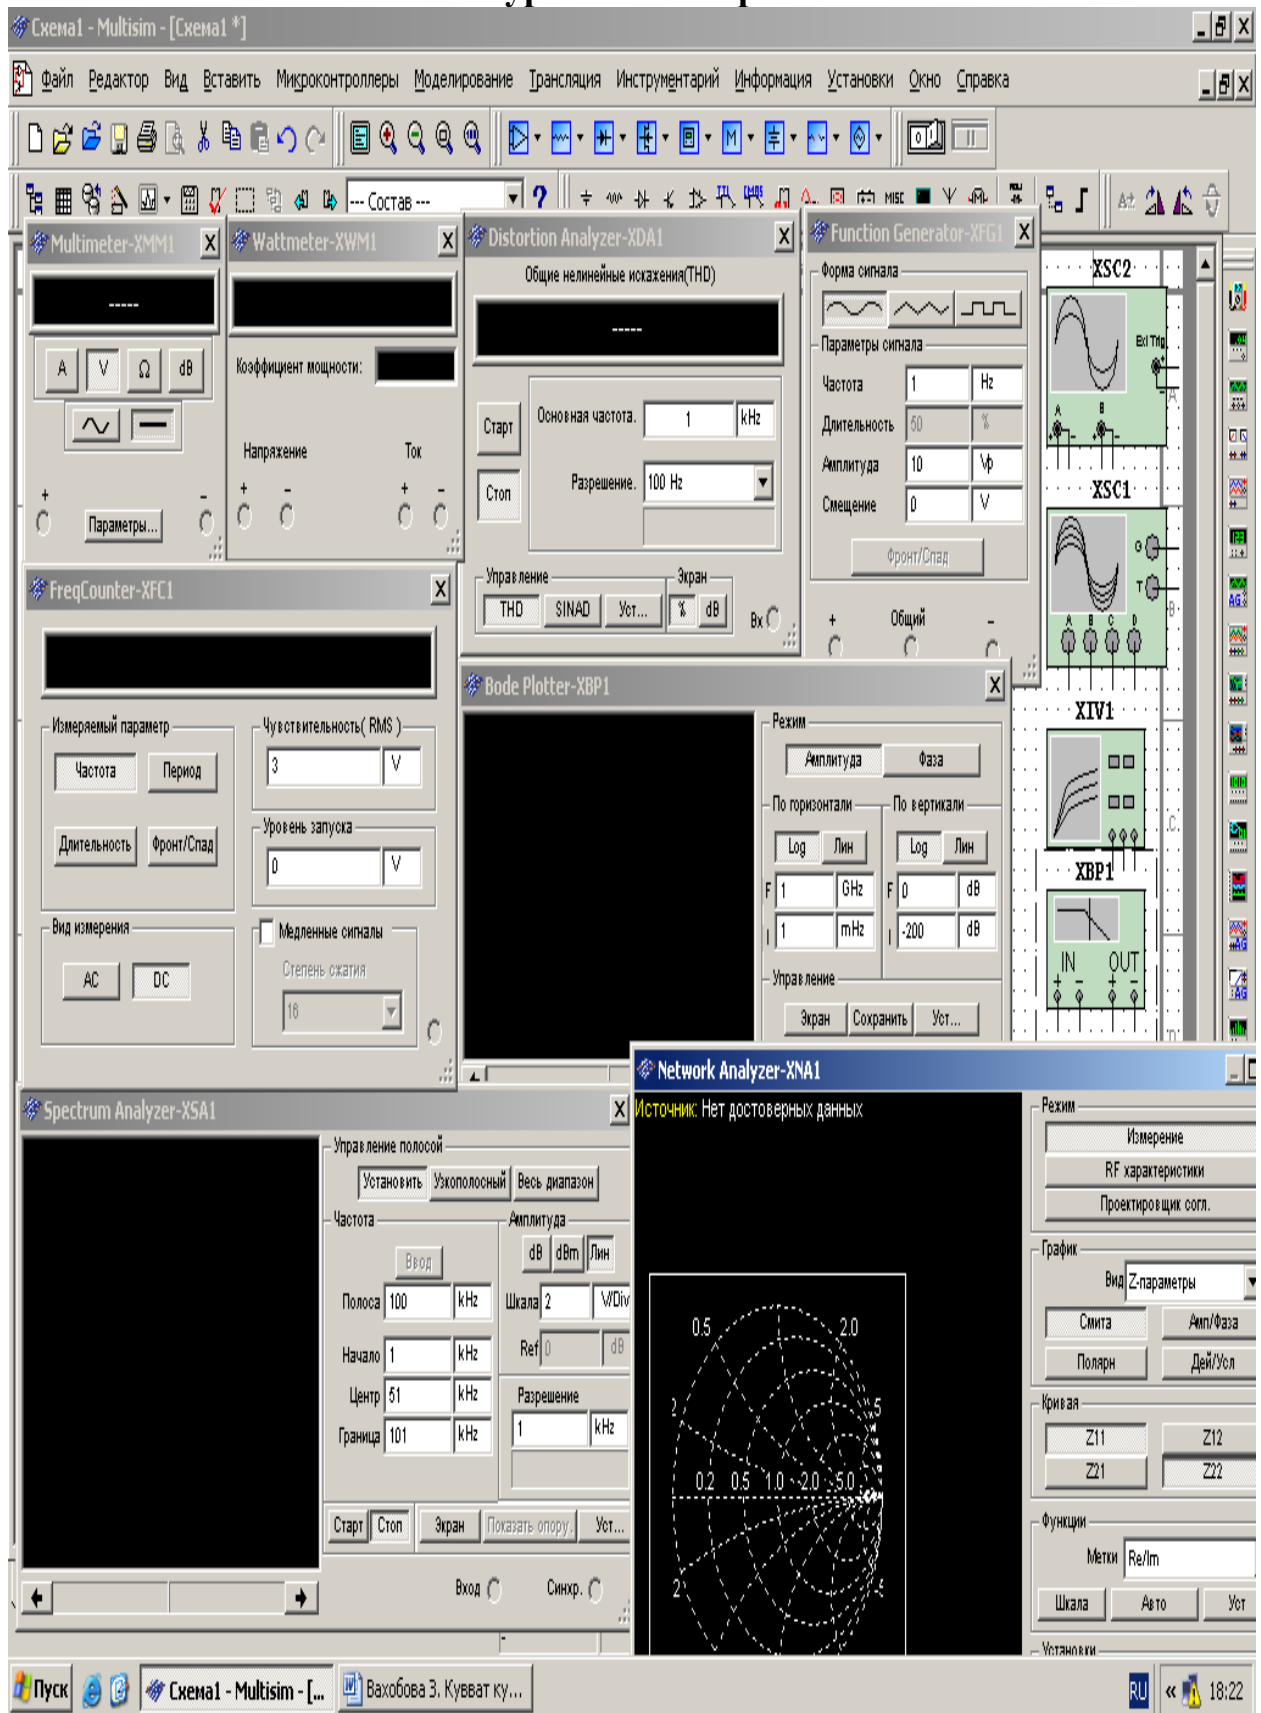 Схема1 - Multisim - [Схема1 *]
Файл Редактор Вид Вставить Микроконтроллеры Моделирование Трансляция Инструментарий Информация Установки Окно Справка
--- Состав ---
Multimeter-XMM1
-----
A V Ω dB
+ -
Параметры...
Wattmeter-XWM1
Коэффициент мощности:
Напряжение Ток
+ - + -
Distortion Analyzer-XDA1
Общие нелинейные искажения(THD)
-----
Старт
Стоп
Основная частота. 1 kHz
Разрешение. 100 Hz
Управление Экран
THD SINAD Уст... % dB Вх
Function Generator-XFG1
Форма сигнала
Параметры сигнала
Частота 1 Hz
Длительность 50 %
Амплитуда 10 Vp
Смещение 0 V
Фронт/Спад
+ Общий -
XSC2
Ext Trig
A B
XSC1
G
T
A B C D
XIV1
XBP1
IN OUT
+ - + -
FreqCounter-XFC1
Измеряемый параметр
Частота Период
Длительность Фронт/Спад
Вид измерения
AC DC
Чувствительность( RMS )
3 V
Уровень запуска
0 V
Медленные сигналы
Степень сжатия
16
Bode Plotter-XBP1
Режим
Амплитуда Фаза
По горизонтали По вертикали
Log Лин Log Лин
F 1 GHz F 0 dB
I 1 mHz I -200 dB
Управление
Экран Сохранить Уст...
Spectrum Analyzer-XSA1
Управление полосой
Установить Узкополосный Весь диапазон
Частота Амплитуда
Ввод dB dBm Лин
Полоса 100 kHz Шкала 2 V/Div
Начало 1 kHz Ref 0 dB
Центр 51 kHz Разрешение
Граница 101 kHz 1 kHz
Старт Стоп Экран Показать опору. Уст...
Вход Синхр.
Network Analyzer-XNA1
Источник: Нет достоверных данных
0.5 2.0
0.2 0.5 1.0 2.0 5.0
Режим
Измерение
RF характеристики
Проектировщик согл.
График
Вид Z-параметры
Смита Амп/Фаза
Полярн Дей/Усл
Кривая
Z11 Z12
Z21 Z22
Функции
Метки Re/Im
Шкала Авто Уст
Установки
Пуск Схема1 - Multisim - [... Вахобова З. Кувват ку... RU « 18:22